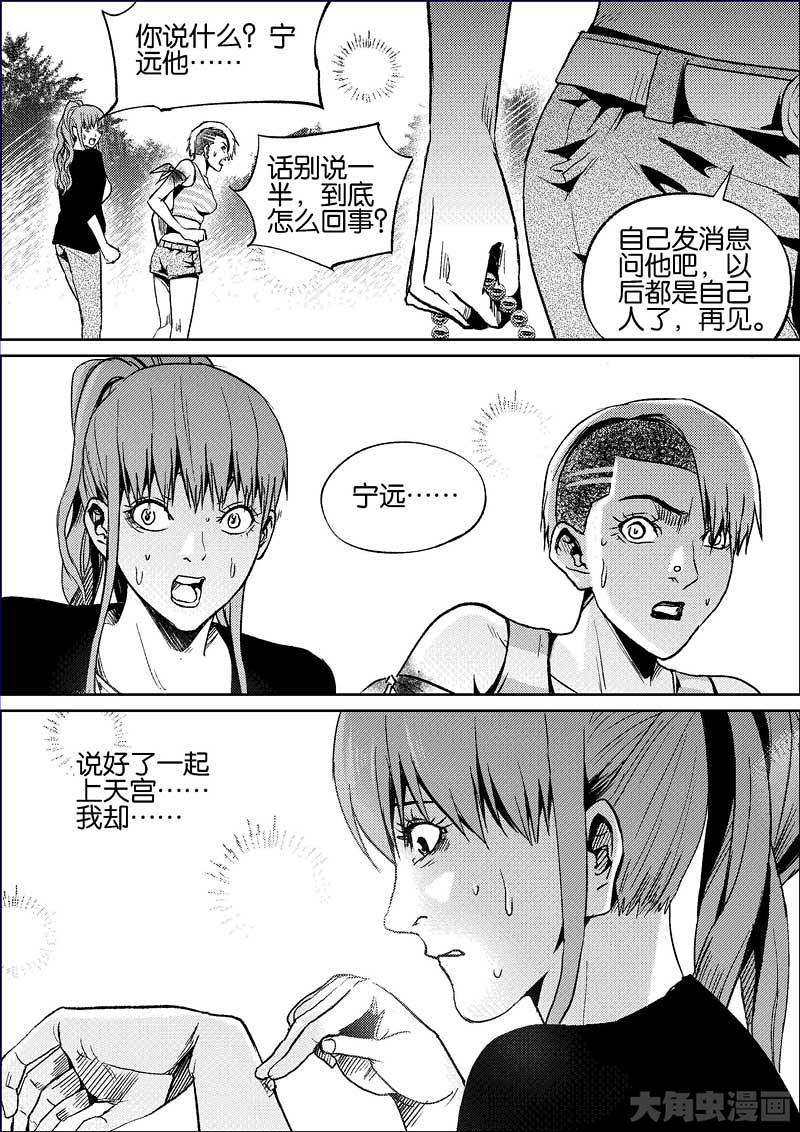 你说什么？宁
远他……
话别说一
半，到底
怎么回事？
自己发消息
问他吧，以
后都是自己
人了，再见。
宁远……
说好了一起
上天宫……
我却……
大角虫漫画